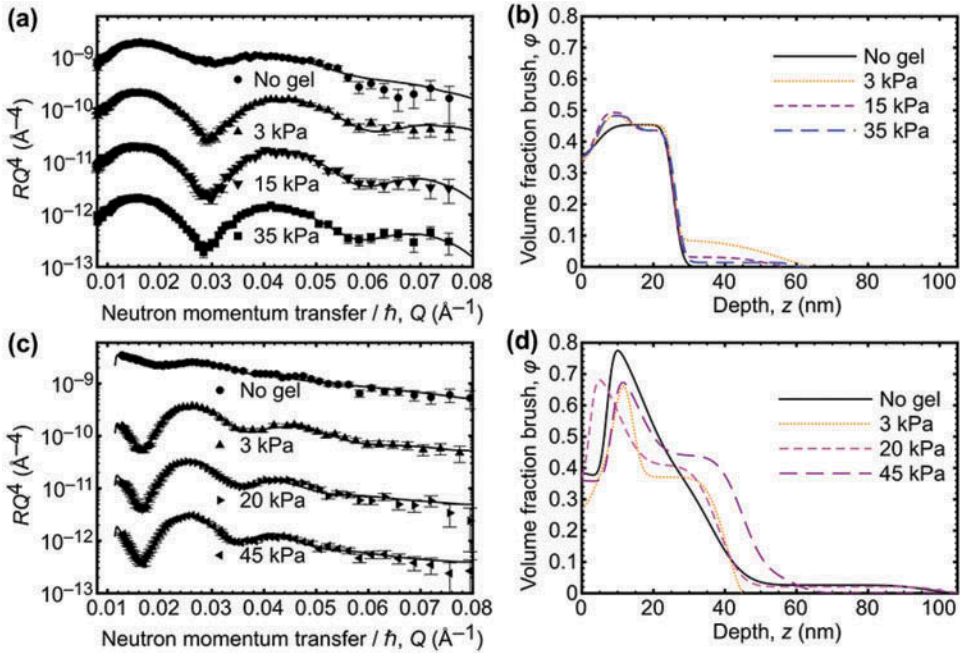 (a)
RQ⁴ (Å⁻⁴)
10⁻⁹
10⁻¹⁰
10⁻¹¹
10⁻¹²
10⁻¹³
No gel
3 kPa
15 kPa
35 kPa
0.01 0.02 0.03 0.04 0.05 0.06 0.07 0.08
Neutron momentum transfer / ℏ, Q (Å⁻¹)
(b)
Volume fraction brush, φ
0.8
0.7
0.6
0.5
0.4
0.3
0.2
0.1
0
No gel
3 kPa
15 kPa
35 kPa
0 20 40 60 80 100
Depth, z (nm)
(c)
RQ⁴ (Å⁻⁴)
10⁻⁹
10⁻¹⁰
10⁻¹¹
10⁻¹²
10⁻¹³
No gel
3 kPa
20 kPa
45 kPa
0.01 0.02 0.03 0.04 0.05 0.06 0.07 0.08
Neutron momentum transfer / ℏ, Q (Å⁻¹)
(d)
Volume fraction brush, φ
0.8
0.7
0.6
0.5
0.4
0.3
0.2
0.1
0
No gel
3 kPa
20 kPa
45 kPa
0 20 40 60 80 100
Depth, z (nm)